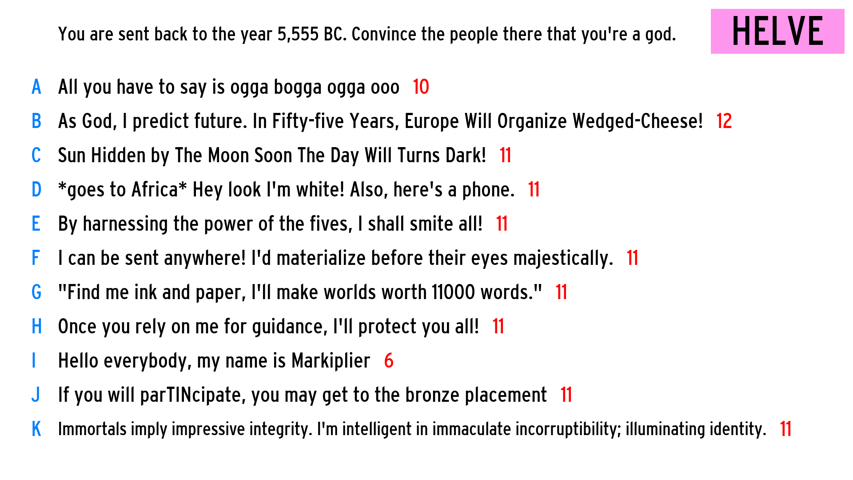 You are sent back to the year 5,555 BC. Convince the people there that you're a god.
HELVE
A All you have to say is ogga bogga ogga ooo 10
B As God, I predict future. In Fifty-five Years, Europe Will Organize Wedged-Cheese! 12
C Sun Hidden by The Moon Soon The Day Will Turns Dark! 11
D *goes to Africa* Hey look I'm white! Also, here's a phone. 11
E By harnessing the power of the fives, I shall smite all! 11
F I can be sent anywhere! I'd materialize before their eyes majestically. 11
G "Find me ink and paper, I'll make worlds worth 11000 words." 11
H Once you rely on me for guidance, I'll protect you all! 11
I Hello everybody, my name is Markiplier 6
J If you will parTINcipate, you may get to the bronze placement 11
K Immortals imply impressive integrity. I'm intelligent in immaculate incorruptibility; illuminating identity. 11